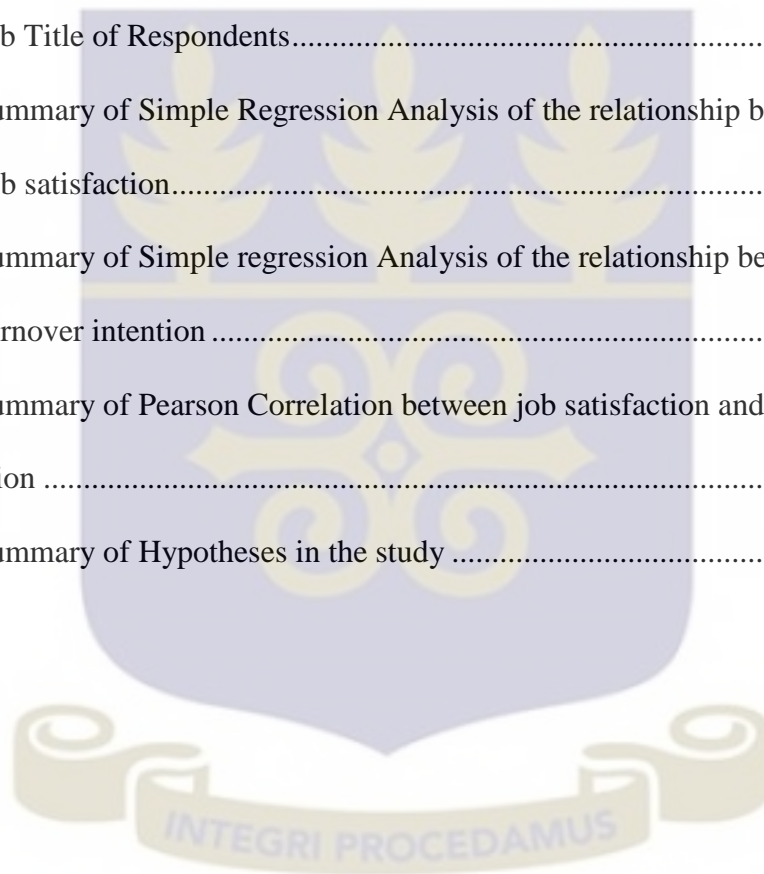 b Title of Respondents
ummary of Simple Regression Analysis of the relationship b
b satisfaction
ummary of Simple regression Analysis of the relationship be
rnover intention
ummary of Pearson Correlation between job satisfaction and
ion
ummary of Hypotheses in the study
INTEGRI PROCEDAMUS